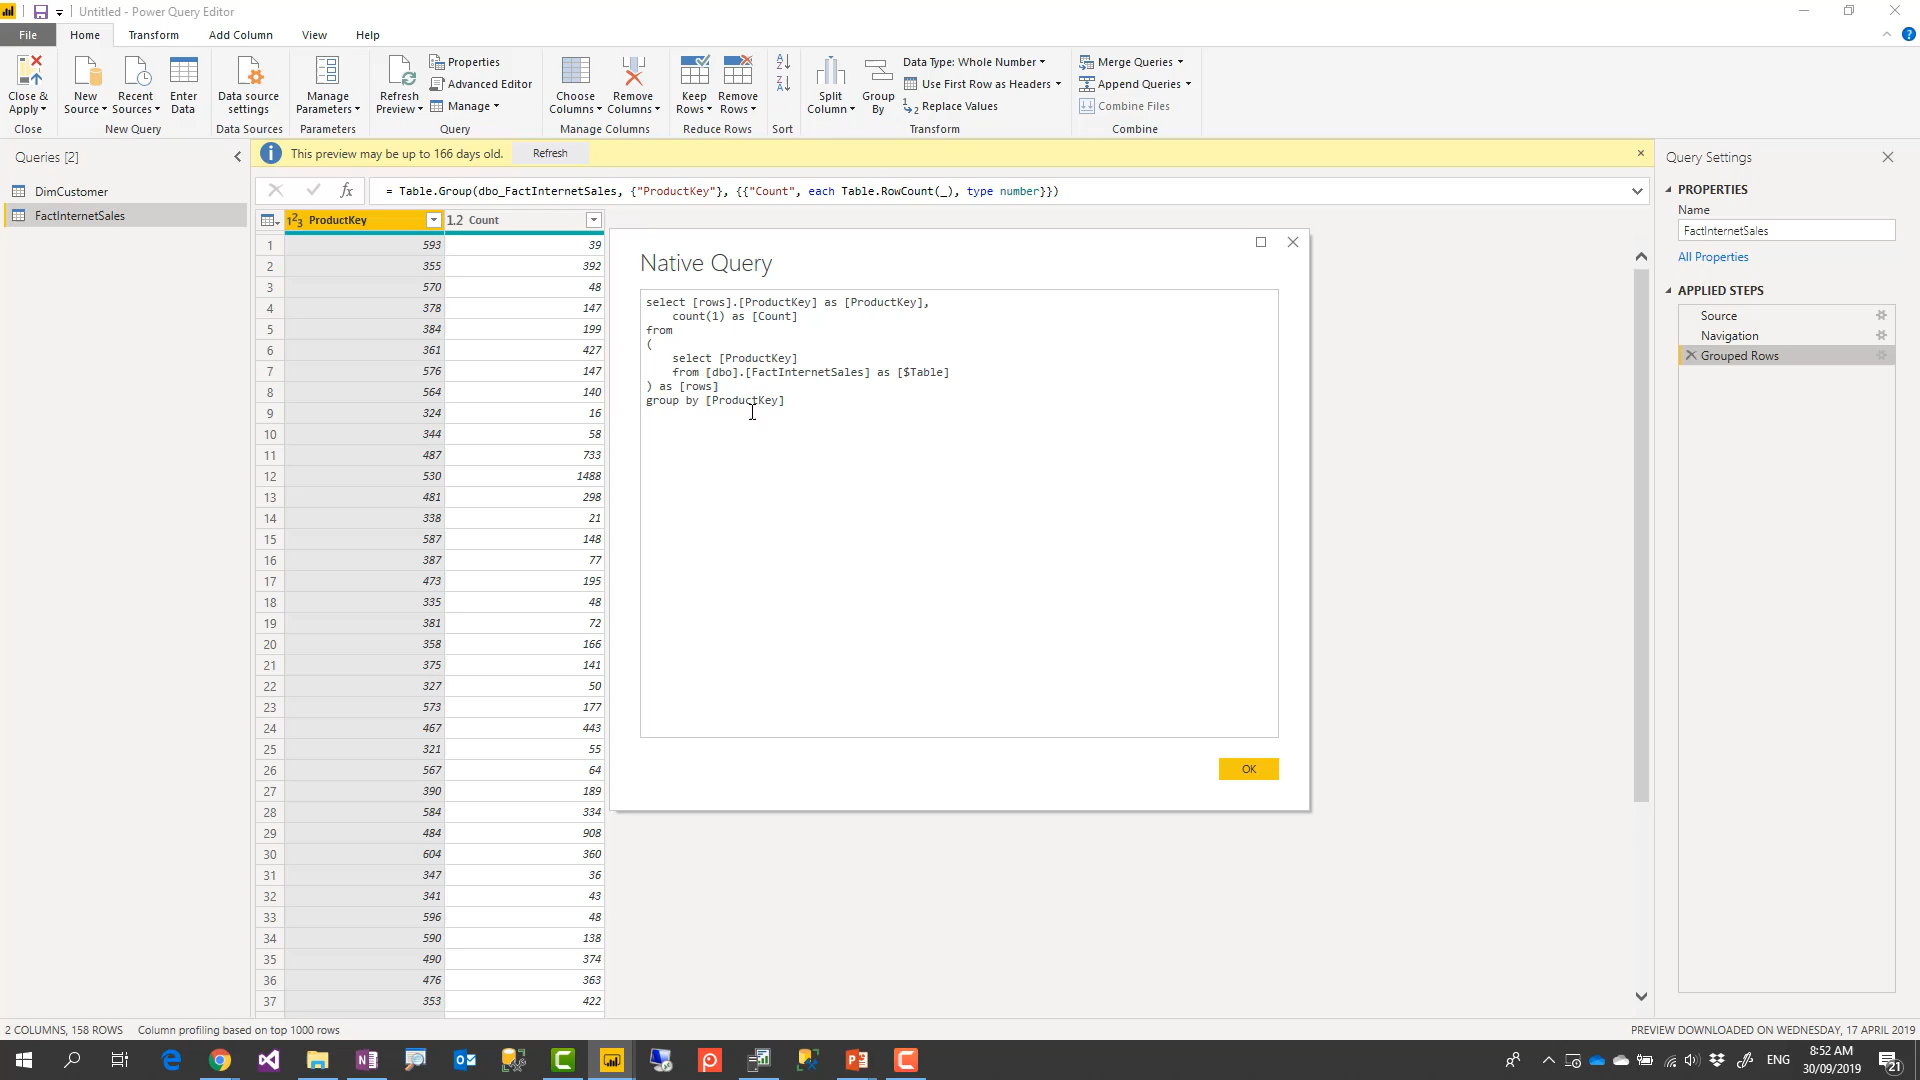 Untitled - Power Query Editor
File Home Transform Add Column View Help
Close & Apply
New Source
Recent Sources
Enter Data
Data source settings
Manage Parameters
Refresh Preview
Properties
Advanced Editor
Manage
Choose Columns
Remove Columns
Keep Rows
Remove Rows
Split Column
Group By
Data Type: Whole Number
Use First Row as Headers
Replace Values
Merge Queries
Append Queries
Combine Files
Close New Query Data Sources Parameters Query Manage Columns Reduce Rows Sort Transform Combine
Queries [2]
DimCustomer
FactInternetSales
This preview may be up to 166 days old. Refresh
fx = Table.Group(dbo_FactInternetSales, {"ProductKey"}, {{"Count", each Table.RowCount(_), type number}})
123 ProductKey 1.2 Count
1 593 39
2 355 392
3 570 48
4 378 147
5 384 199
6 361 427
7 576 147
8 564 140
9 324 16
10 344 58
11 487 733
12 530 1488
13 481 298
14 338 21
15 587 148
16 387 77
17 473 195
18 335 48
19 381 72
20 358 166
21 375 141
22 327 50
23 573 177
24 467 443
25 321 55
26 567 64
27 390 189
28 584 334
29 484 908
30 604 360
31 347 36
32 341 43
33 596 48
34 590 138
35 490 374
36 476 363
37 353 422
Native Query
select [rows].[ProductKey] as [ProductKey],
count(1) as [Count]
from
(
select [ProductKey]
from [dbo].[FactInternetSales] as [$Table]
) as [rows]
group by [ProductKey]
OK
Query Settings
PROPERTIES
Name
FactInternetSales
All Properties
APPLIED STEPS
Source
Navigation
Grouped Rows
2 COLUMNS, 158 ROWS Column profiling based on top 1000 rows
PREVIEW DOWNLOADED ON WEDNESDAY, 17 APRIL 2019
ENG
8:52 AM
30/09/2019
21